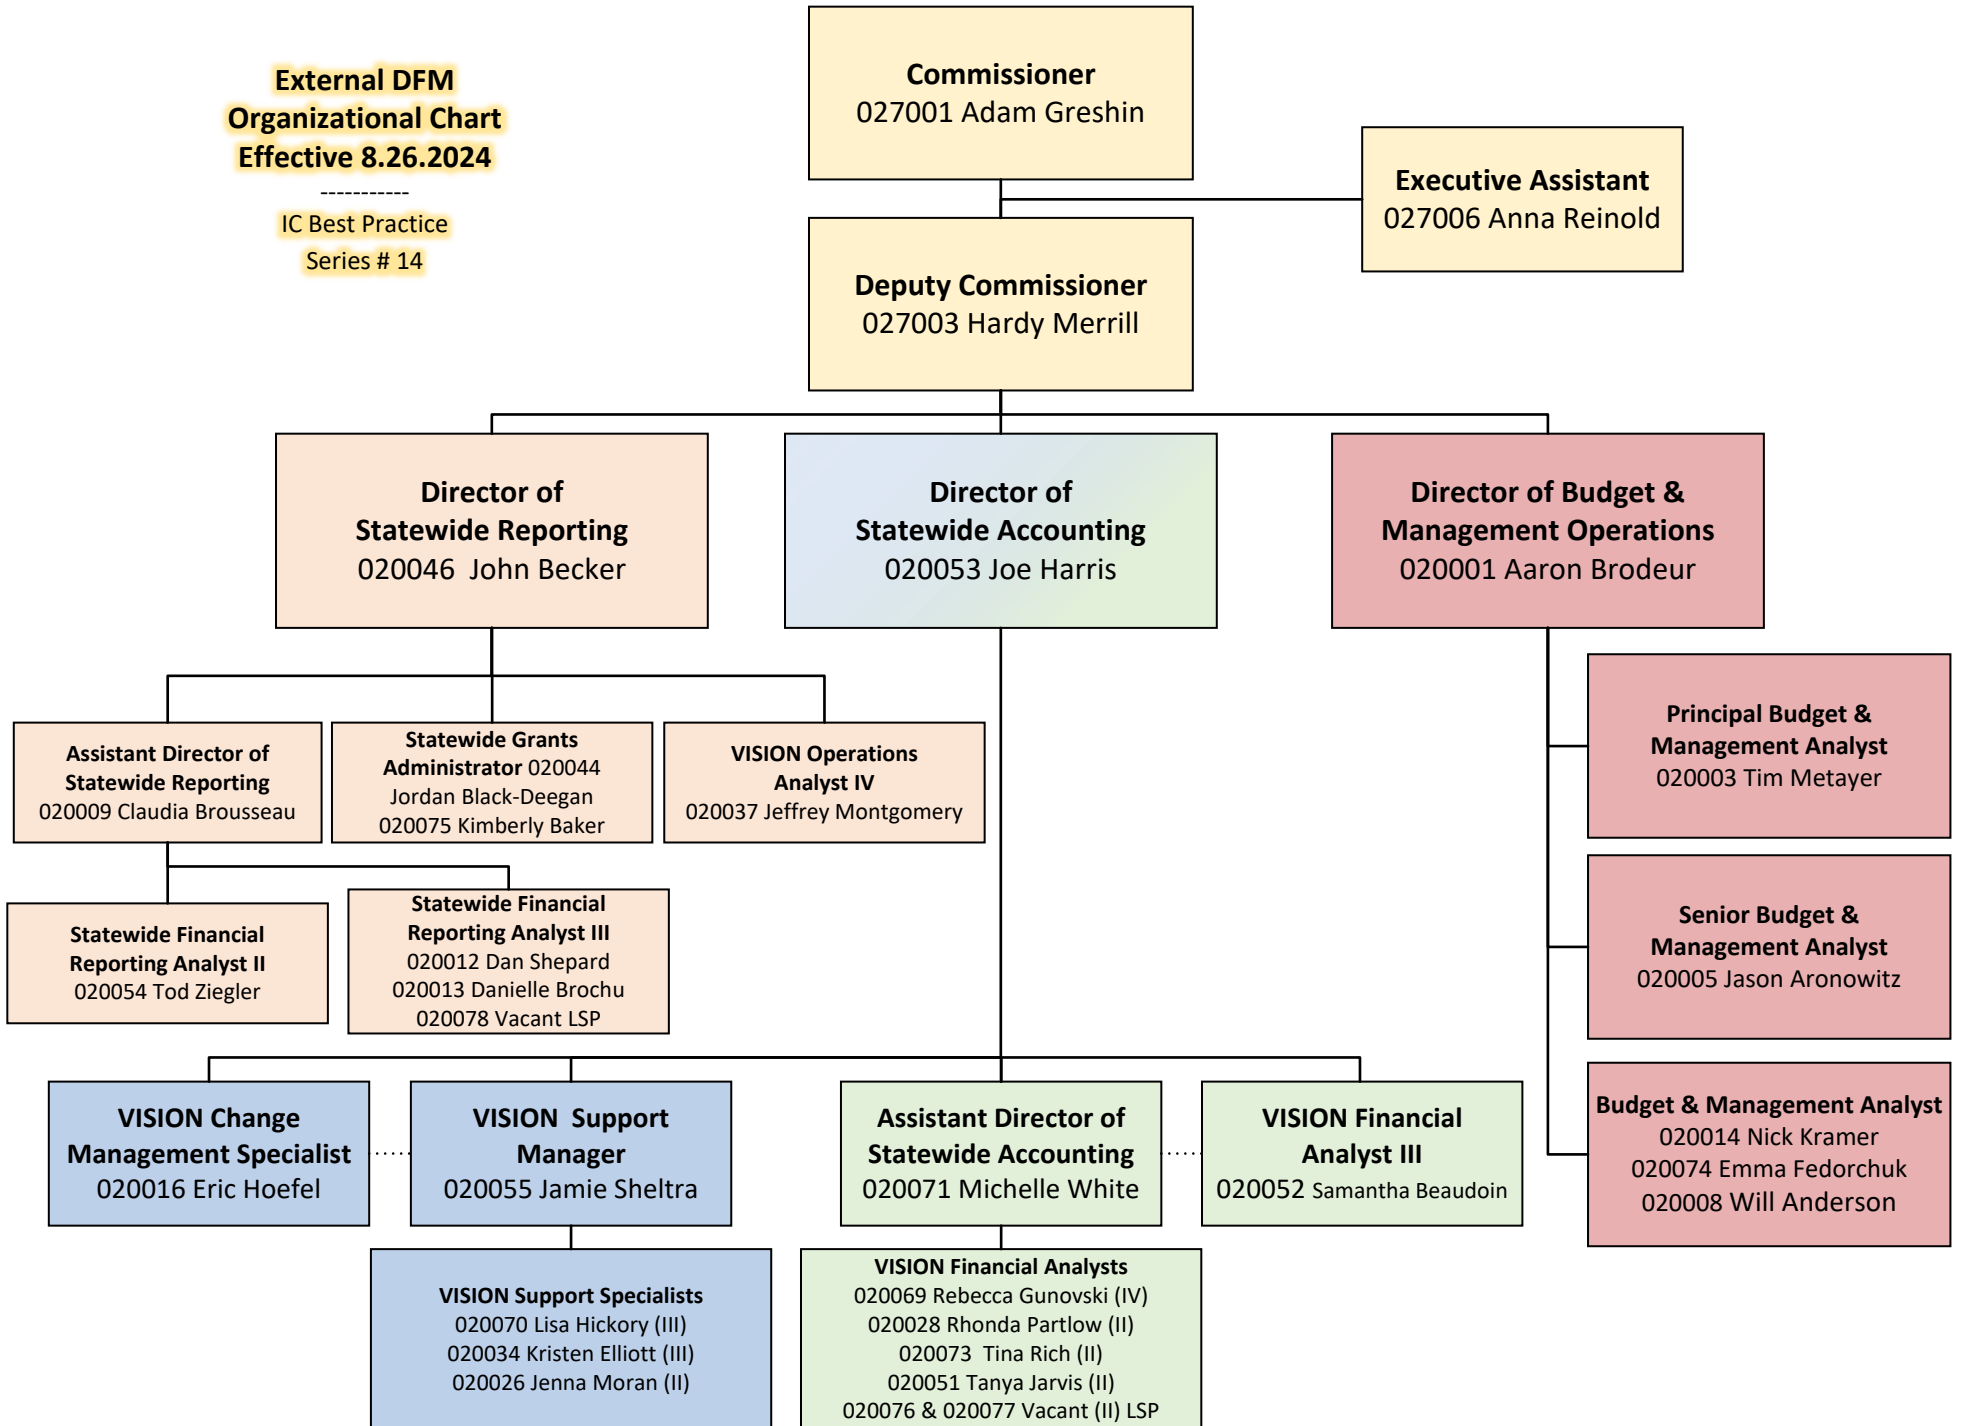 External DFM
Organizational Chart
Effective 8.26.2024
-----------
IC Best Practice
Series # 14
Commissioner
027001 Adam Greshin
Executive Assistant
027006 Anna Reinold
Deputy Commissioner
027003 Hardy Merrill
Director of
Statewide Reporting
020046  John Becker
Director of
Statewide Accounting
020053 Joe Harris
Director of Budget &
Management Operations
020001 Aaron Brodeur
Assistant Director of
Statewide Reporting
020009 Claudia Brousseau
Statewide Grants
Administrator 020044
Jordan Black-Deegan
020075 Kimberly Baker
VISION Operations
Analyst IV
020037 Jeffrey Montgomery
Principal Budget &
Management Analyst
020003 Tim Metayer
Statewide Financial
Reporting Analyst II
020054 Tod Ziegler
Statewide Financial
Reporting Analyst III
020012 Dan Shepard
020013 Danielle Brochu
020078 Vacant LSP
Senior Budget &
Management Analyst
020005 Jason Aronowitz
VISION Change
Management Specialist
020016 Eric Hoefel
VISION  Support
Manager
020055 Jamie Sheltra
Assistant Director of
Statewide Accounting
020071 Michelle White
VISION Financial
Analyst III
020052 Samantha Beaudoin
Budget & Management Analyst
020014 Nick Kramer
020074 Emma Fedorchuk
020008 Will Anderson
VISION Support Specialists
020070 Lisa Hickory (III)
020034 Kristen Elliott (III)
020026 Jenna Moran (II)
VISION Financial Analysts
020069 Rebecca Gunovski (IV)
020028 Rhonda Partlow (II)
020073  Tina Rich (II)
020051 Tanya Jarvis (II)
020076 & 020077 Vacant (II) LSP